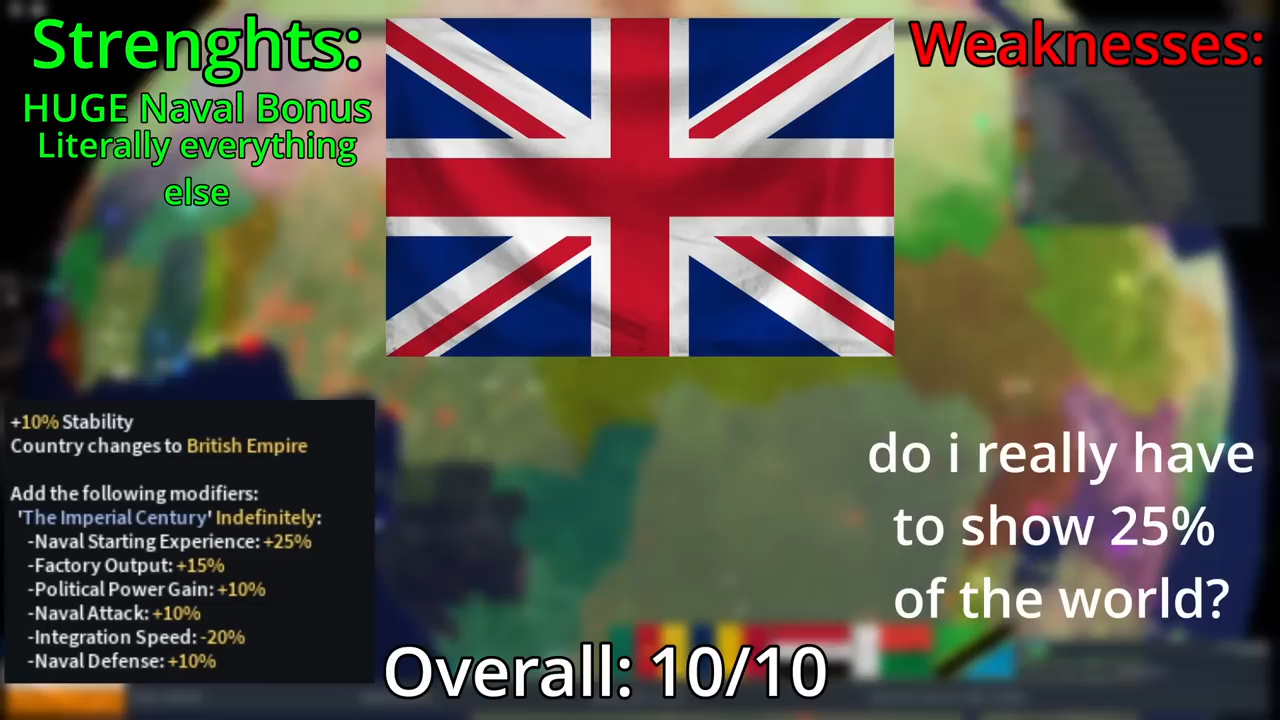 Strenghts:
HUGE Naval Bonus
Literally everything
else
Weaknesses:
+10% Stability
Country changes to British Empire
Add the following modifiers:
'The Imperial Century' Indefinitely:
-Naval Starting Experience: +25%
-Factory Output: +15%
-Political Power Gain: +10%
-Naval Attack: +10%
-Integration Speed: -20%
-Naval Defense: +10%
do i really have
to show 25%
of the world?
Overall: 10/10